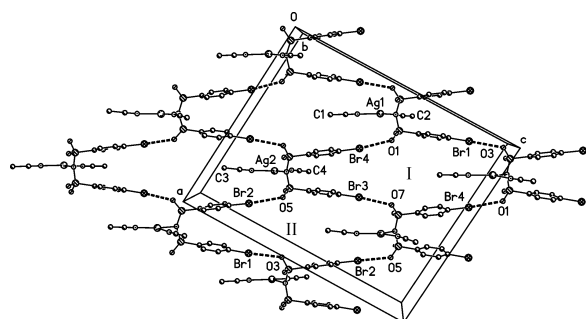 O
b
Ag1
C1 C2
c
Br4 O1 Br1 O3
Ag2 I
C3 C4
a Br2 O5 Br3 O7 Br4 O1
II
Br1 O3 Br2 O5